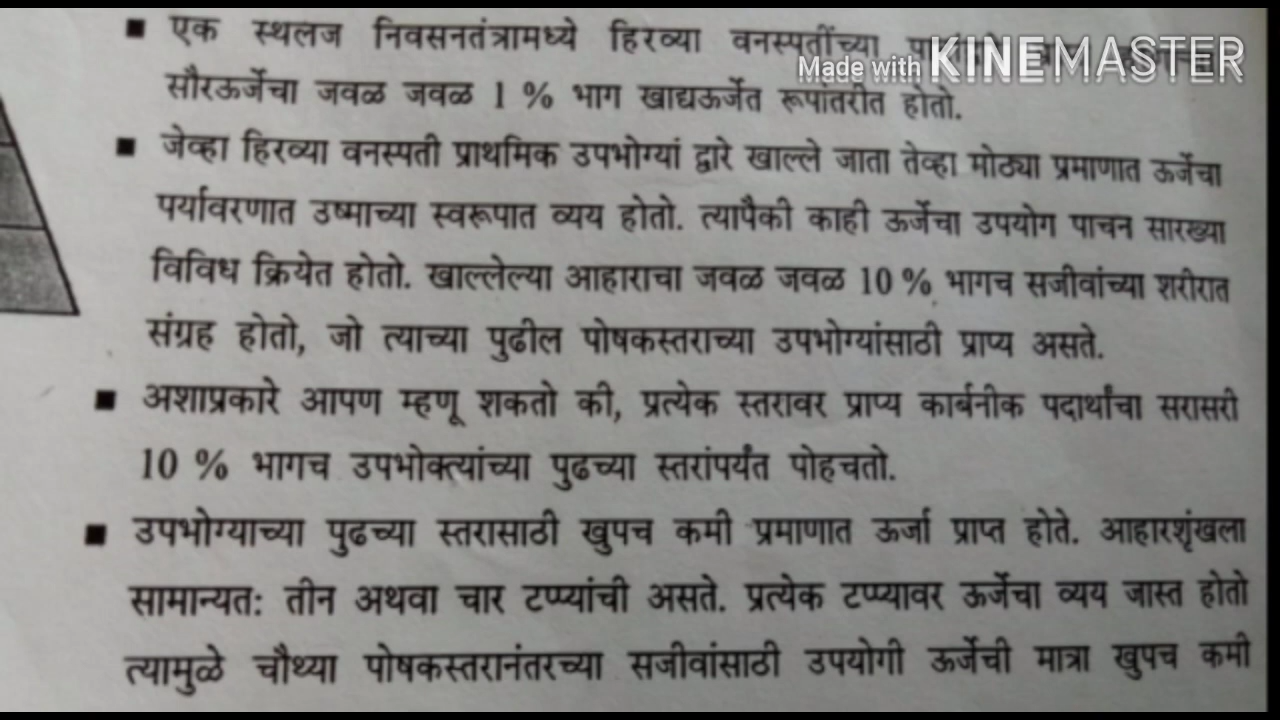 ■ एक स्थलज निवसनतंत्रामध्ये हिरव्या वनस्पतींच्या
Made with KINEMASTER
सौरऊर्जेचा जवळ जवळ 1 % भाग खाद्यऊर्जेत रूपांतरीत होतो.
■ जेव्हा हिरव्या वनस्पती प्राथमिक उपभोग्यां द्वारे खाल्ले जाता तेव्हा मोठ्या प्रमाणात ऊर्जेचा
पर्यावरणात उष्माच्या स्वरूपात व्यय होतो. त्यापैकी काही ऊर्जेचा उपयोग पाचन सारख्या
विविध क्रियेत होतो. खाल्लेल्या आहाराचा जवळ जवळ 10 % भागच सजीवांच्या शरीरात
संग्रह होतो, जो त्याच्या पुढील पोषकस्तराच्या उपभोग्यांसाठी प्राप्य असते.
■ अशाप्रकारे आपण म्हणू शकतो की, प्रत्येक स्तरावर प्राप्य कार्बनीक पदार्थांचा सरासरी
10 % भागच उपभोक्त्यांच्या पुढच्या स्तरांपर्यंत पोहचतो.
■ उपभोग्याच्या पुढच्या स्तरासाठी खुपच कमी प्रमाणात ऊर्जा प्राप्त होते. आहारशृंखला
सामान्यत: तीन अथवा चार टप्प्यांची असते. प्रत्येक टप्प्यावर ऊर्जेचा व्यय जास्त होतो
त्यामुळे चौथ्या पोषकस्तरानंतरच्या सजीवांसाठी उपयोगी ऊर्जेची मात्रा खुपच कमी